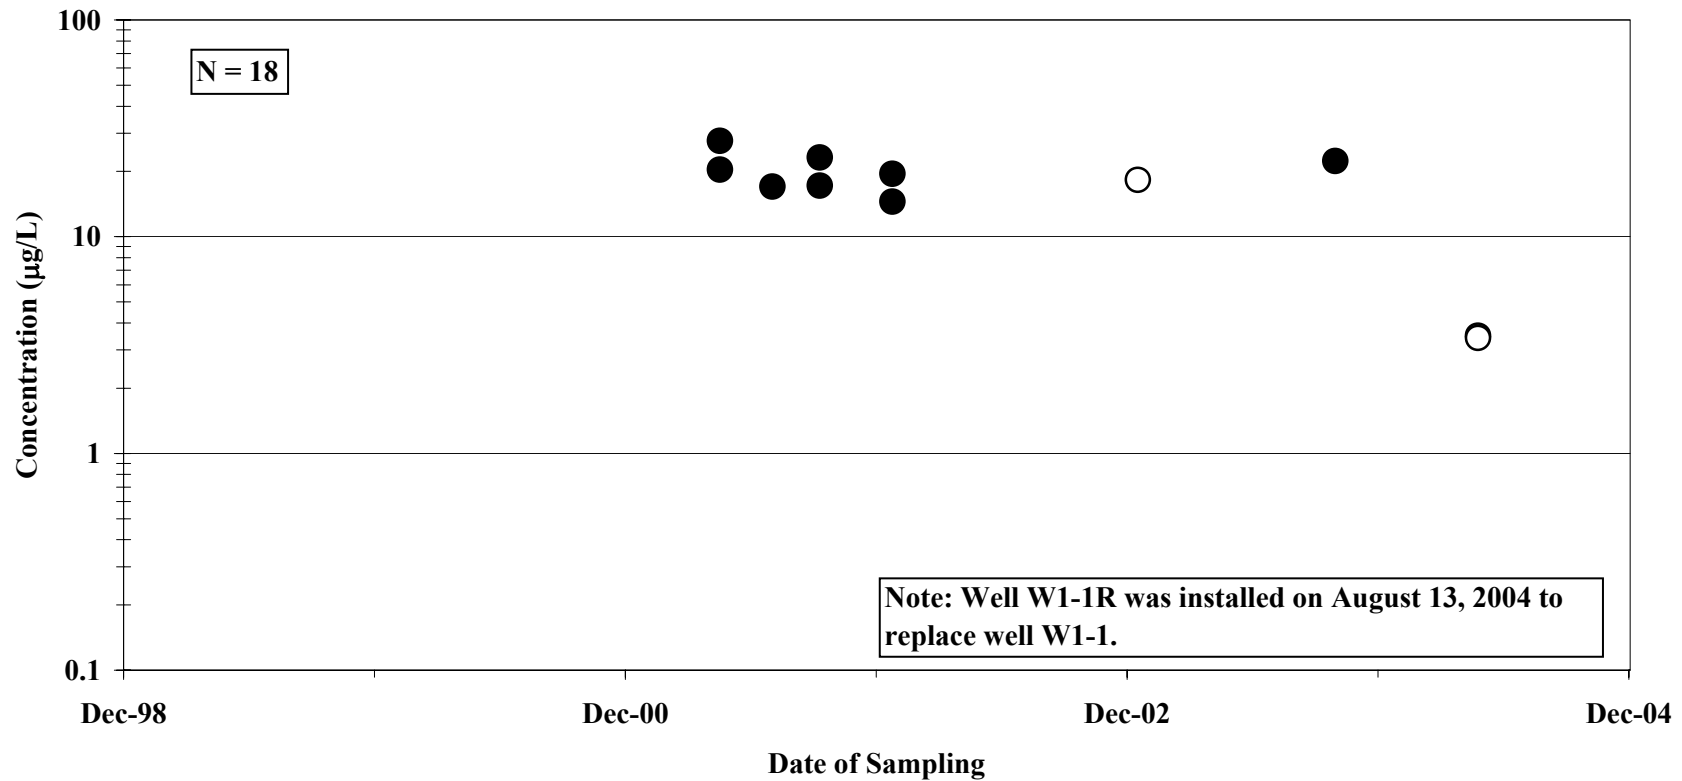 100
N = 18
10
1
0.1
Concentration (µg/L)
Note: Well W1-1R was installed on August 13, 2004 to
replace well W1-1.
Dec-98
Dec-00
Dec-02
Dec-04
Date of Sampling